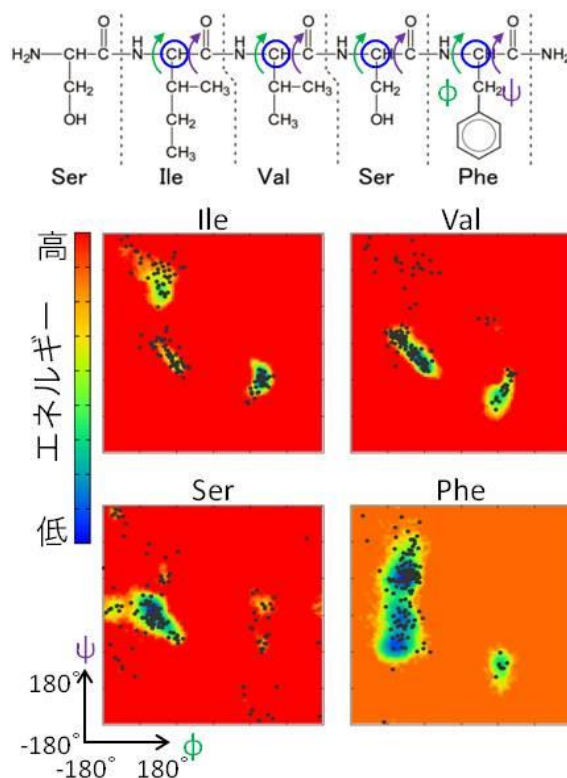 O O O O O
H H H H
H₂N—CH—C—N—CH—C—N—CH—C—N—CH—C—N—CH—C—NH₂
CH₂ CH—CH₃ CH—CH₃ CH₂ φ CH₂ ψ
OH CH₂ CH₃ OH
CH₃
Ser Ile Val Ser Phe
Ile Val
高
エネルギー
低
Ser Phe
ψ
180°
-180°
φ
-180° 180°